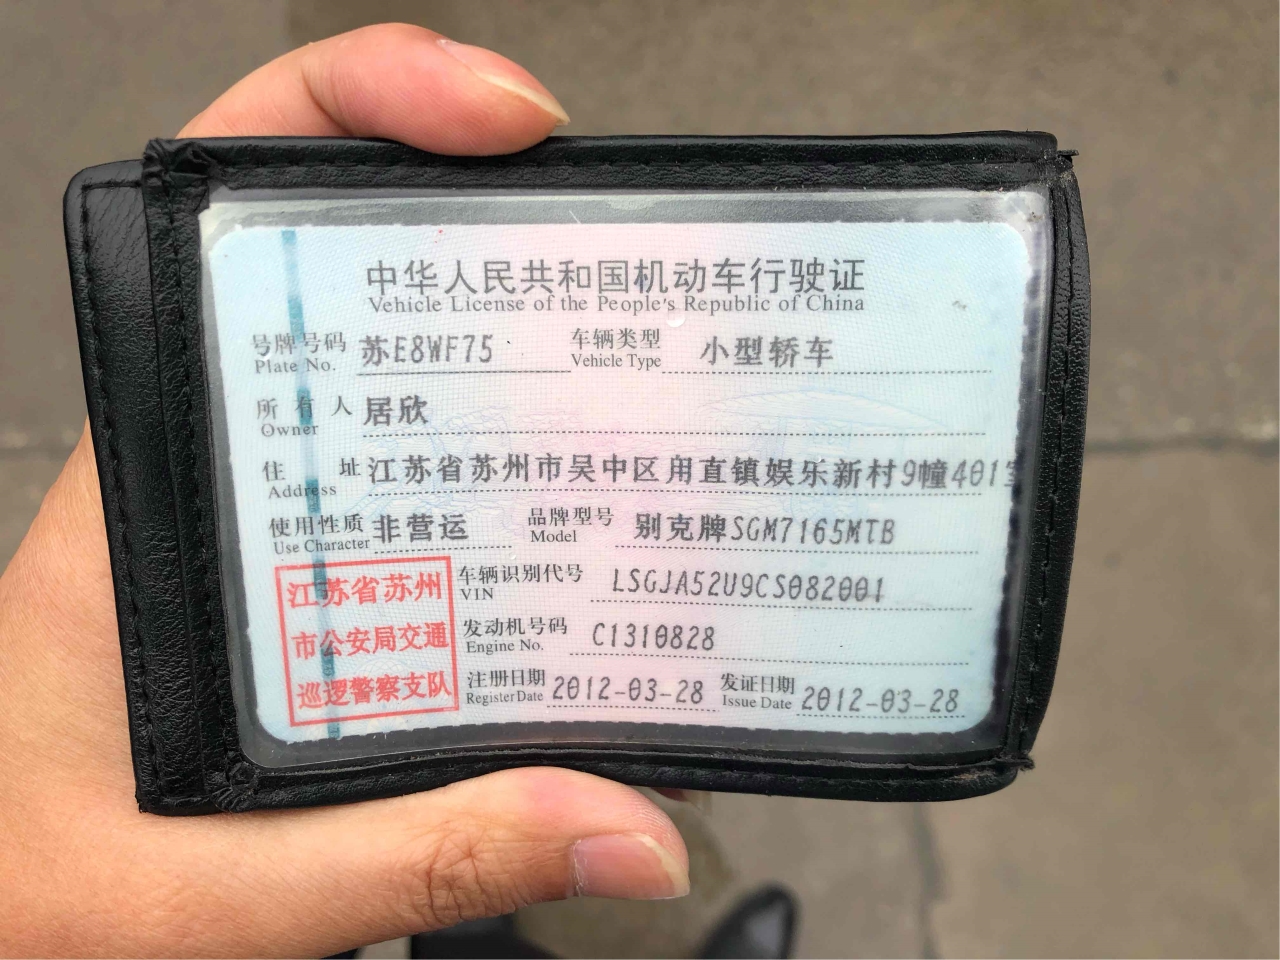 中华人民共和国机动车行驶证
Vehicle License of the People's Republic of China
号牌号码 苏E8WF75 车辆类型 小型轿车
Plate No. Vehicle Type
所有人 居欣
Owner
住址 江苏省苏州市吴中区甪直镇娱乐新村9幢401室
Address
使用性质 非营运 品牌型号 别克牌SGM7165MTB
Use Character Model
江苏省苏州
市公安局交通
巡逻警察支队
车辆识别代号 LSGJA52U9CS082001
VIN
发动机号码 C1310828
Engine No.
注册日期 2012-03-28 发证日期 2012-03-28
Register Date Issue Date